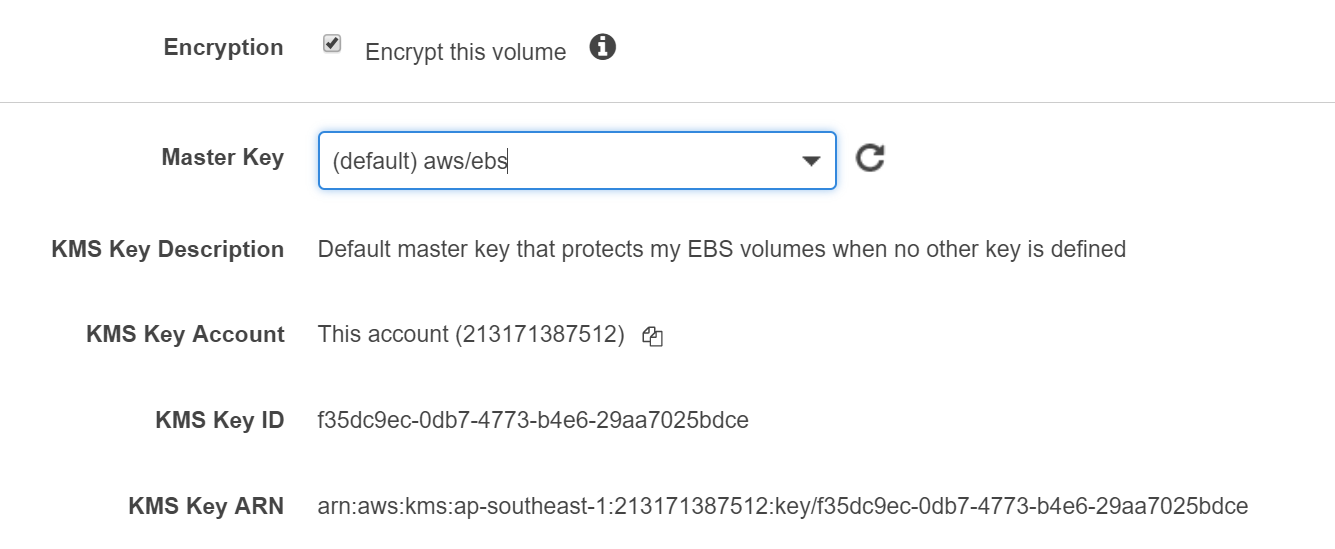 Encryption Encrypt this volume
Master Key (default) aws/ebs
KMS Key Description Default master key that protects my EBS volumes when no other key is defined
KMS Key Account This account (213171387512)
KMS Key ID f35dc9ec-0db7-4773-b4e6-29aa7025bdce
KMS Key ARN arn:aws:kms:ap-southeast-1:213171387512:key/f35dc9ec-0db7-4773-b4e6-29aa7025bdce